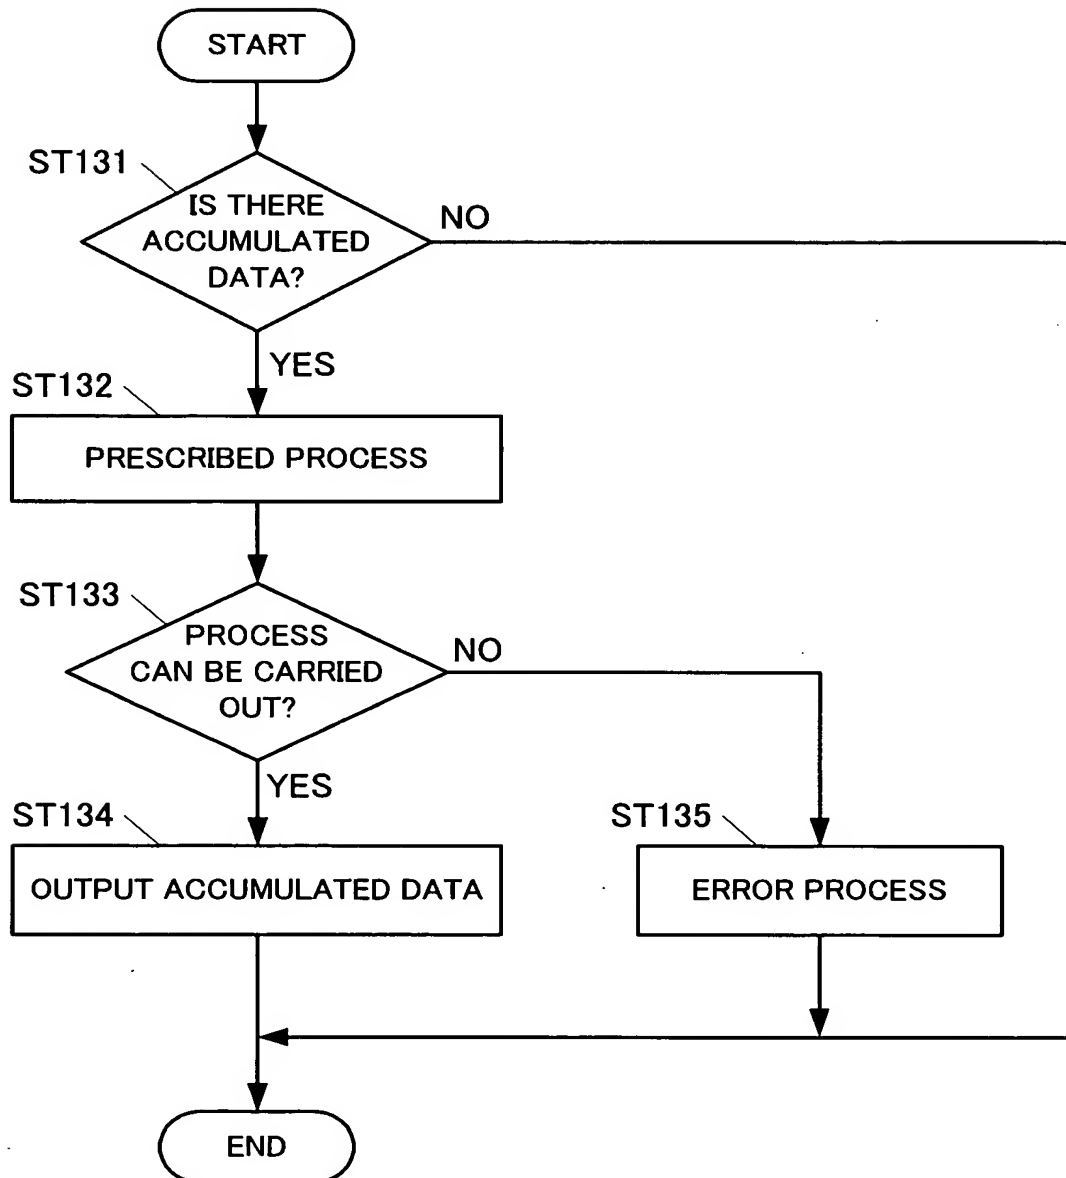 START
ST131
IS THERE
ACCUMULATED
DATA?
NO
YES
ST132
PRESCRIBED PROCESS
ST133
PROCESS
CAN BE CARRIED
OUT?
NO
YES
ST134
OUTPUT ACCUMULATED DATA
ST135
ERROR PROCESS
END